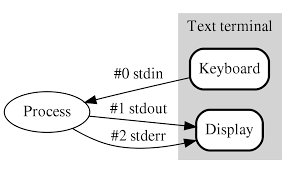 Text terminal
Keyboard
#0 stdin
Process
#1 stdout
#2 stderr
Display